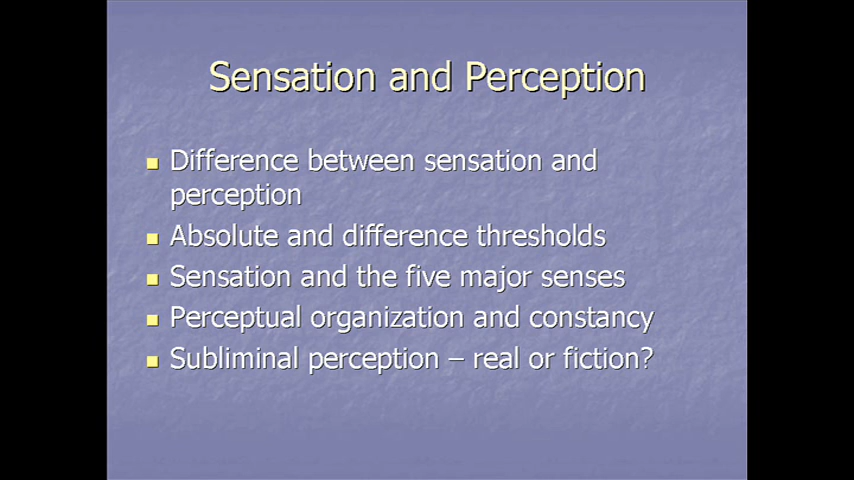 Sensation and Perception
Difference between sensation and
perception
Absolute and difference thresholds
Sensation and the five major senses
Perceptual organization and constancy
Subliminal perception – real or fiction?